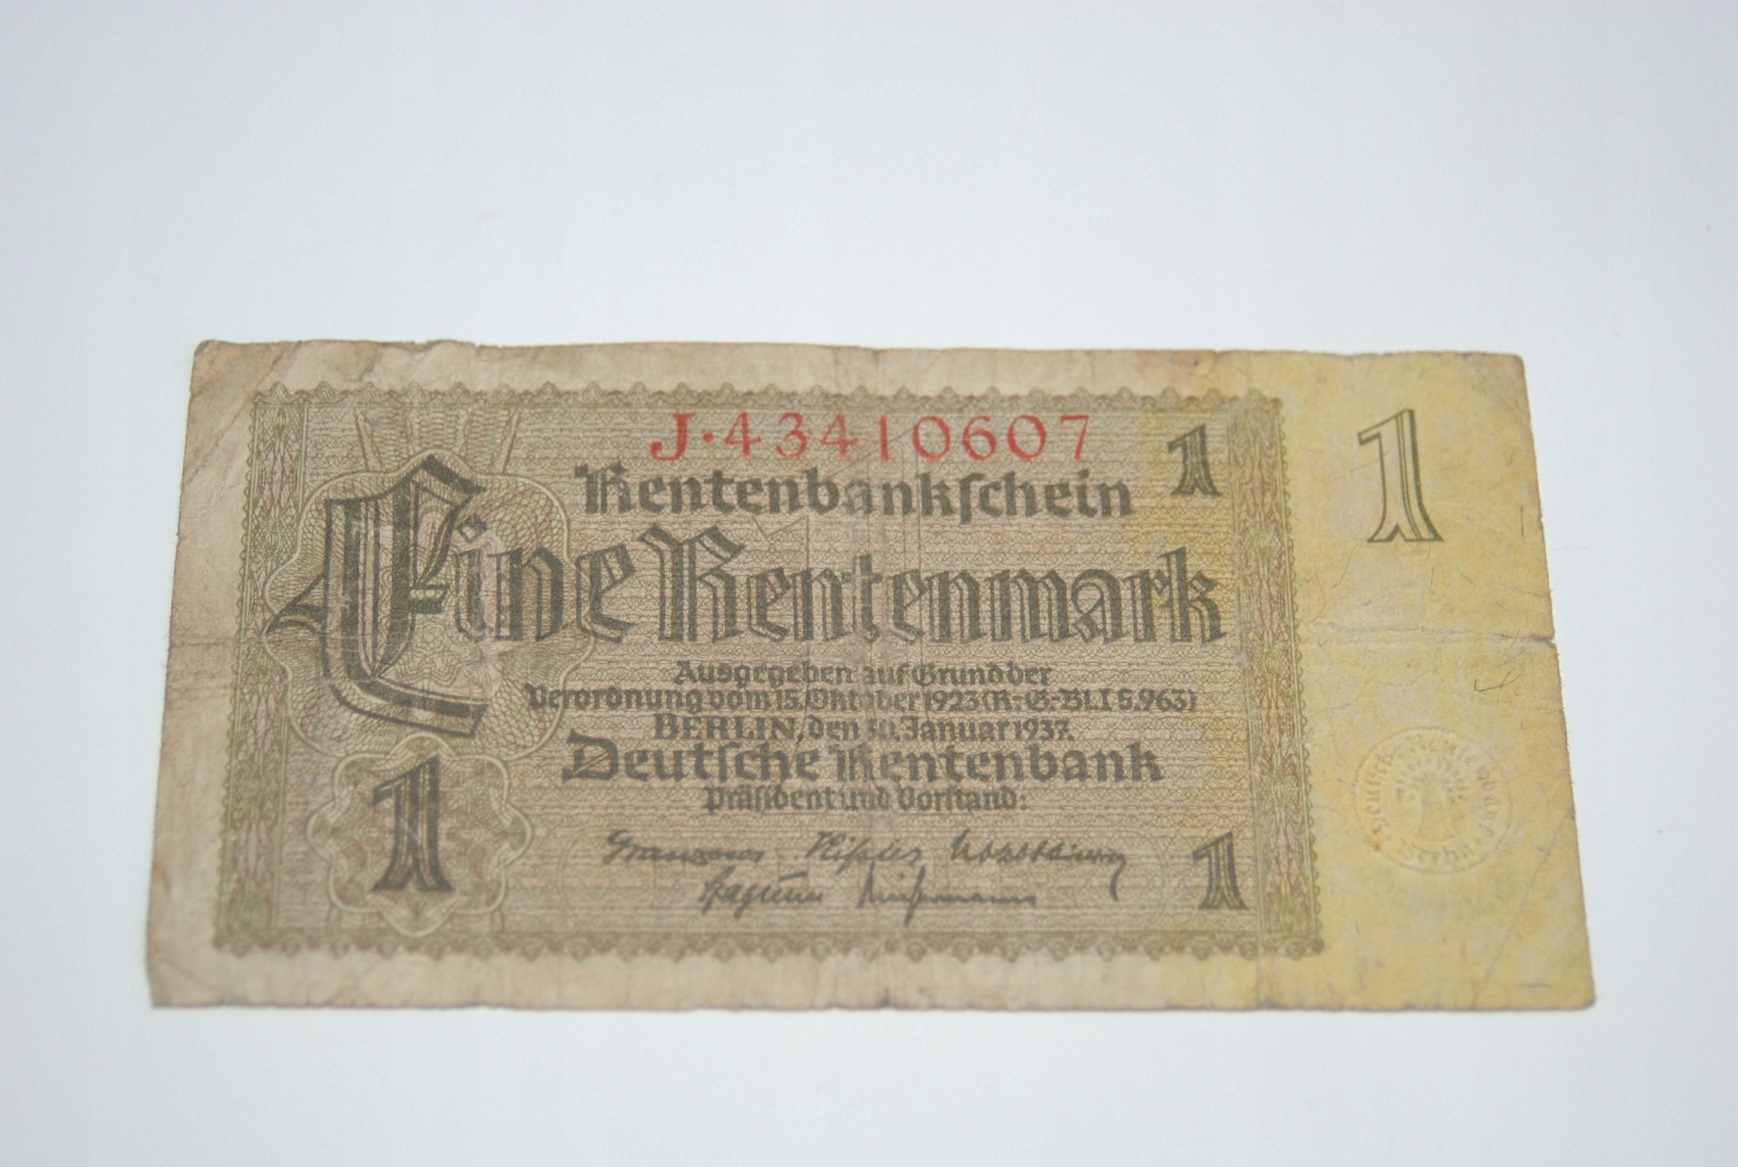 J·43410607
1
1
Rentenbankſchein
Eine Rentenmark
Ausgegeben auf Grund der
Verordnung vom 15. Oktober 1923 (R.-G.-Bl. I S. 963)
BERLIN, den 30. Januar 1937.
Deutſche Rentenbank
Präſident und Vorſtand:
1
1